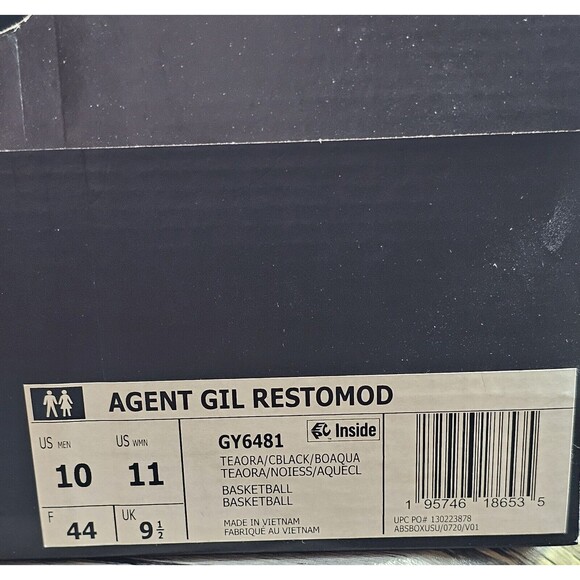 AGENT GIL RESTOMOD
US MEN
10
US WMN
11
F
44
UK
9 1/2
GY6481
Inside
TEAORA/CBLACK/BOAQUA
TEAORA/NOIESS/AQUECL
BASKETBALL
BASKETBALL
MADE IN VIETNAM
FABRIQUÉ AU VIETNAM
1 95746 18653 5
UPC PO# 130223878
ABSBOXUSU/0720/V01